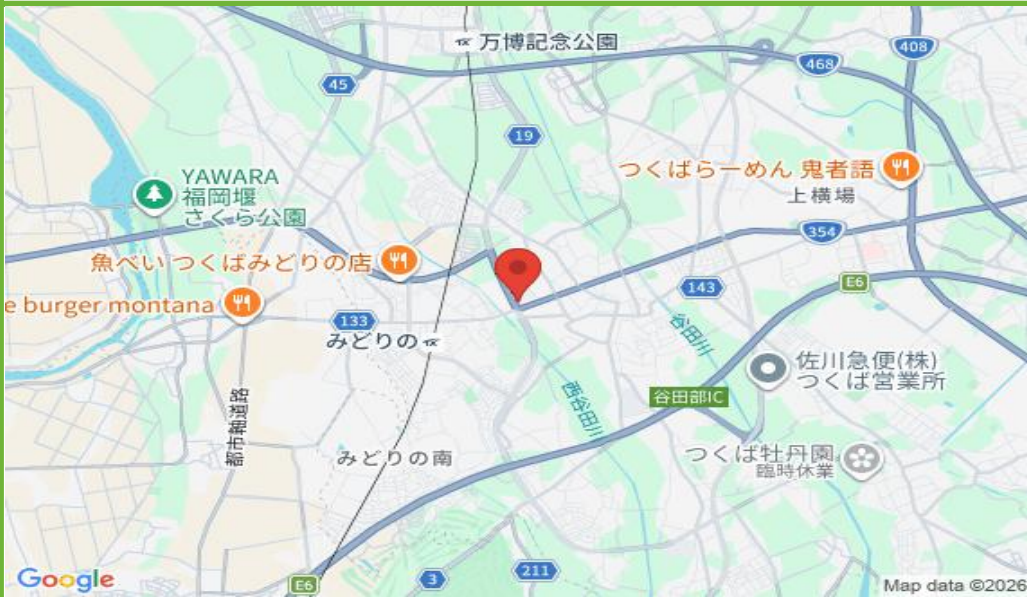 万博記念公園
408
468
45
19
つくばらーめん 鬼者語
上横場
YAWARA
福岡堰
さくら公園
354
魚べい つくばみどりの店
E6
143
e burger montana
133
みどりの
谷田川
佐川急便(株)
つくば営業所
谷田部IC
西谷田川
都市軸道路
みどりの南
つくば牡丹園
臨時休業
211
3
E6
Google
Map data ©2026